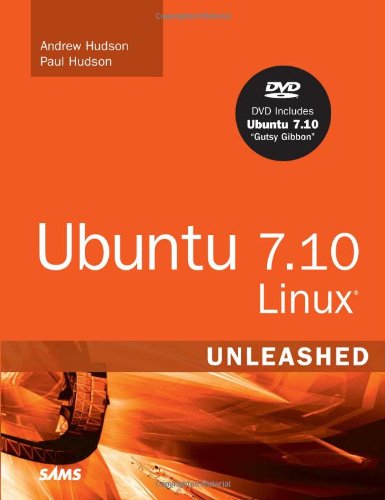 Andrew Hudson
Paul Hudson
DVD
DVD Includes
Ubuntu 7.10
"Gutsy Gibbon"
Ubuntu 7.10
Linux®
UNLEASHED
SAMS